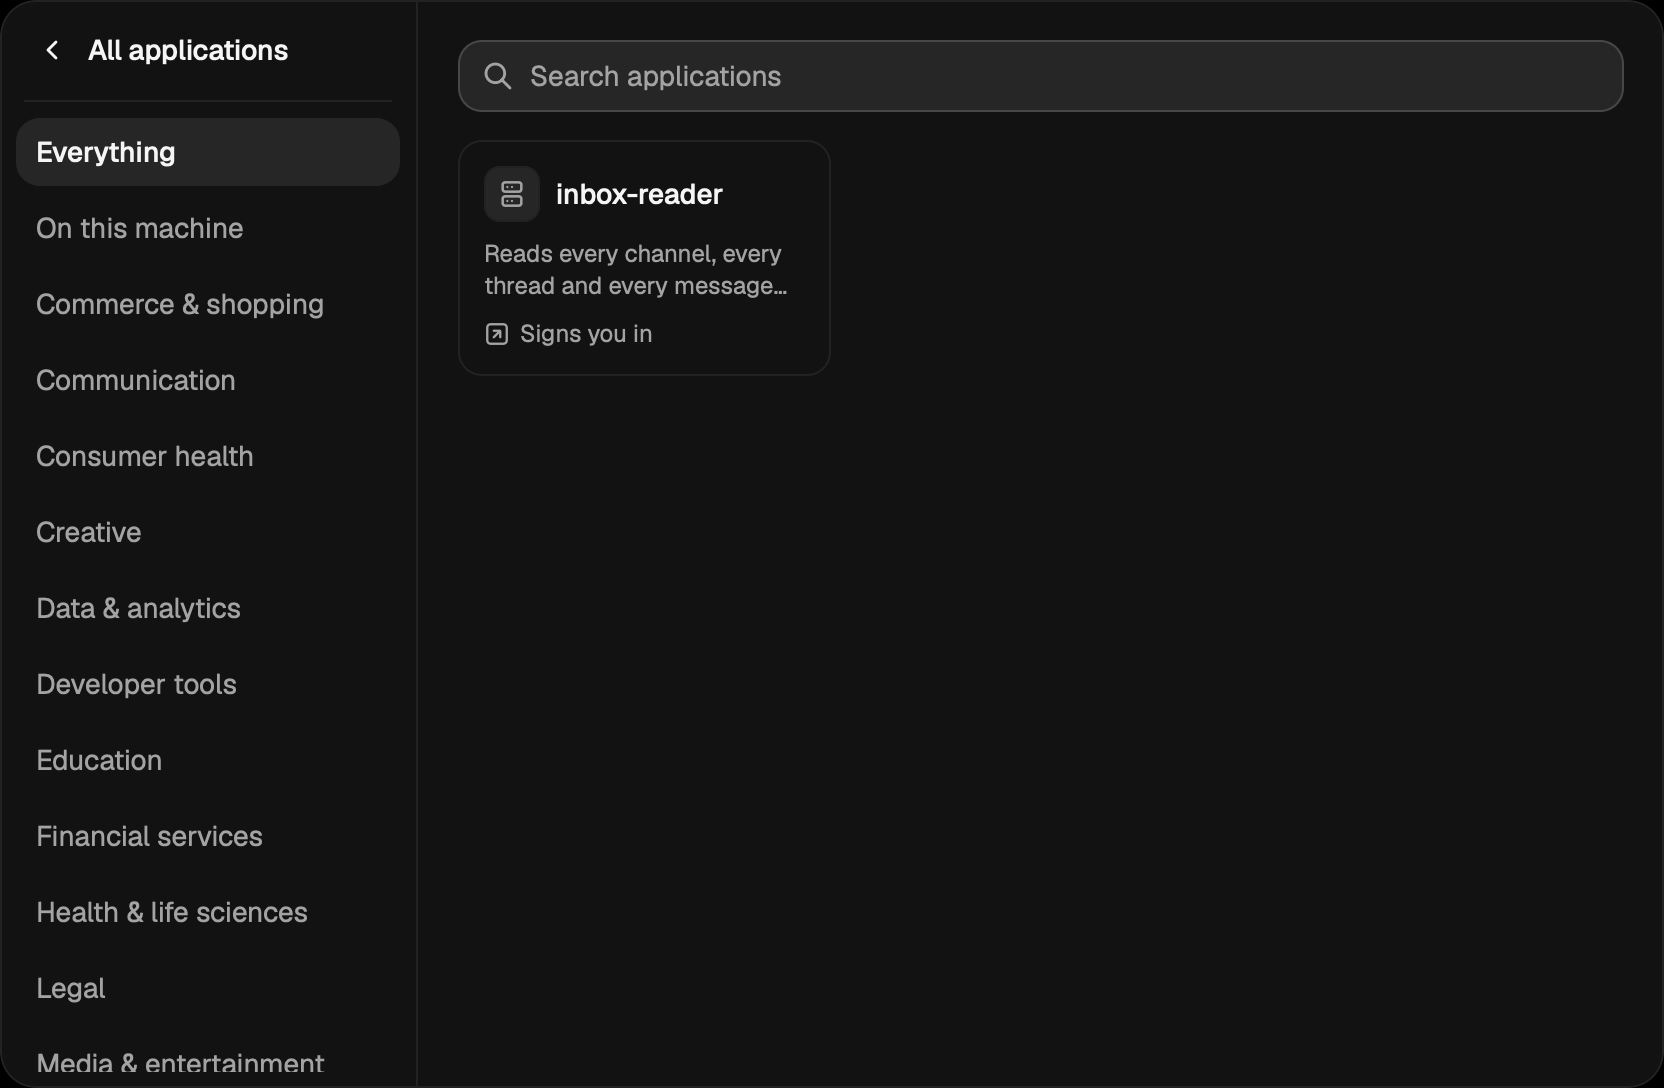 All applications
Everything
On this machine
Commerce & shopping
Communication
Consumer health
Creative
Data & analytics
Developer tools
Education
Financial services
Health & life sciences
Legal
Media & entertainment
Search applications
inbox-reader
Reads every channel, every
thread and every message…
Signs you in